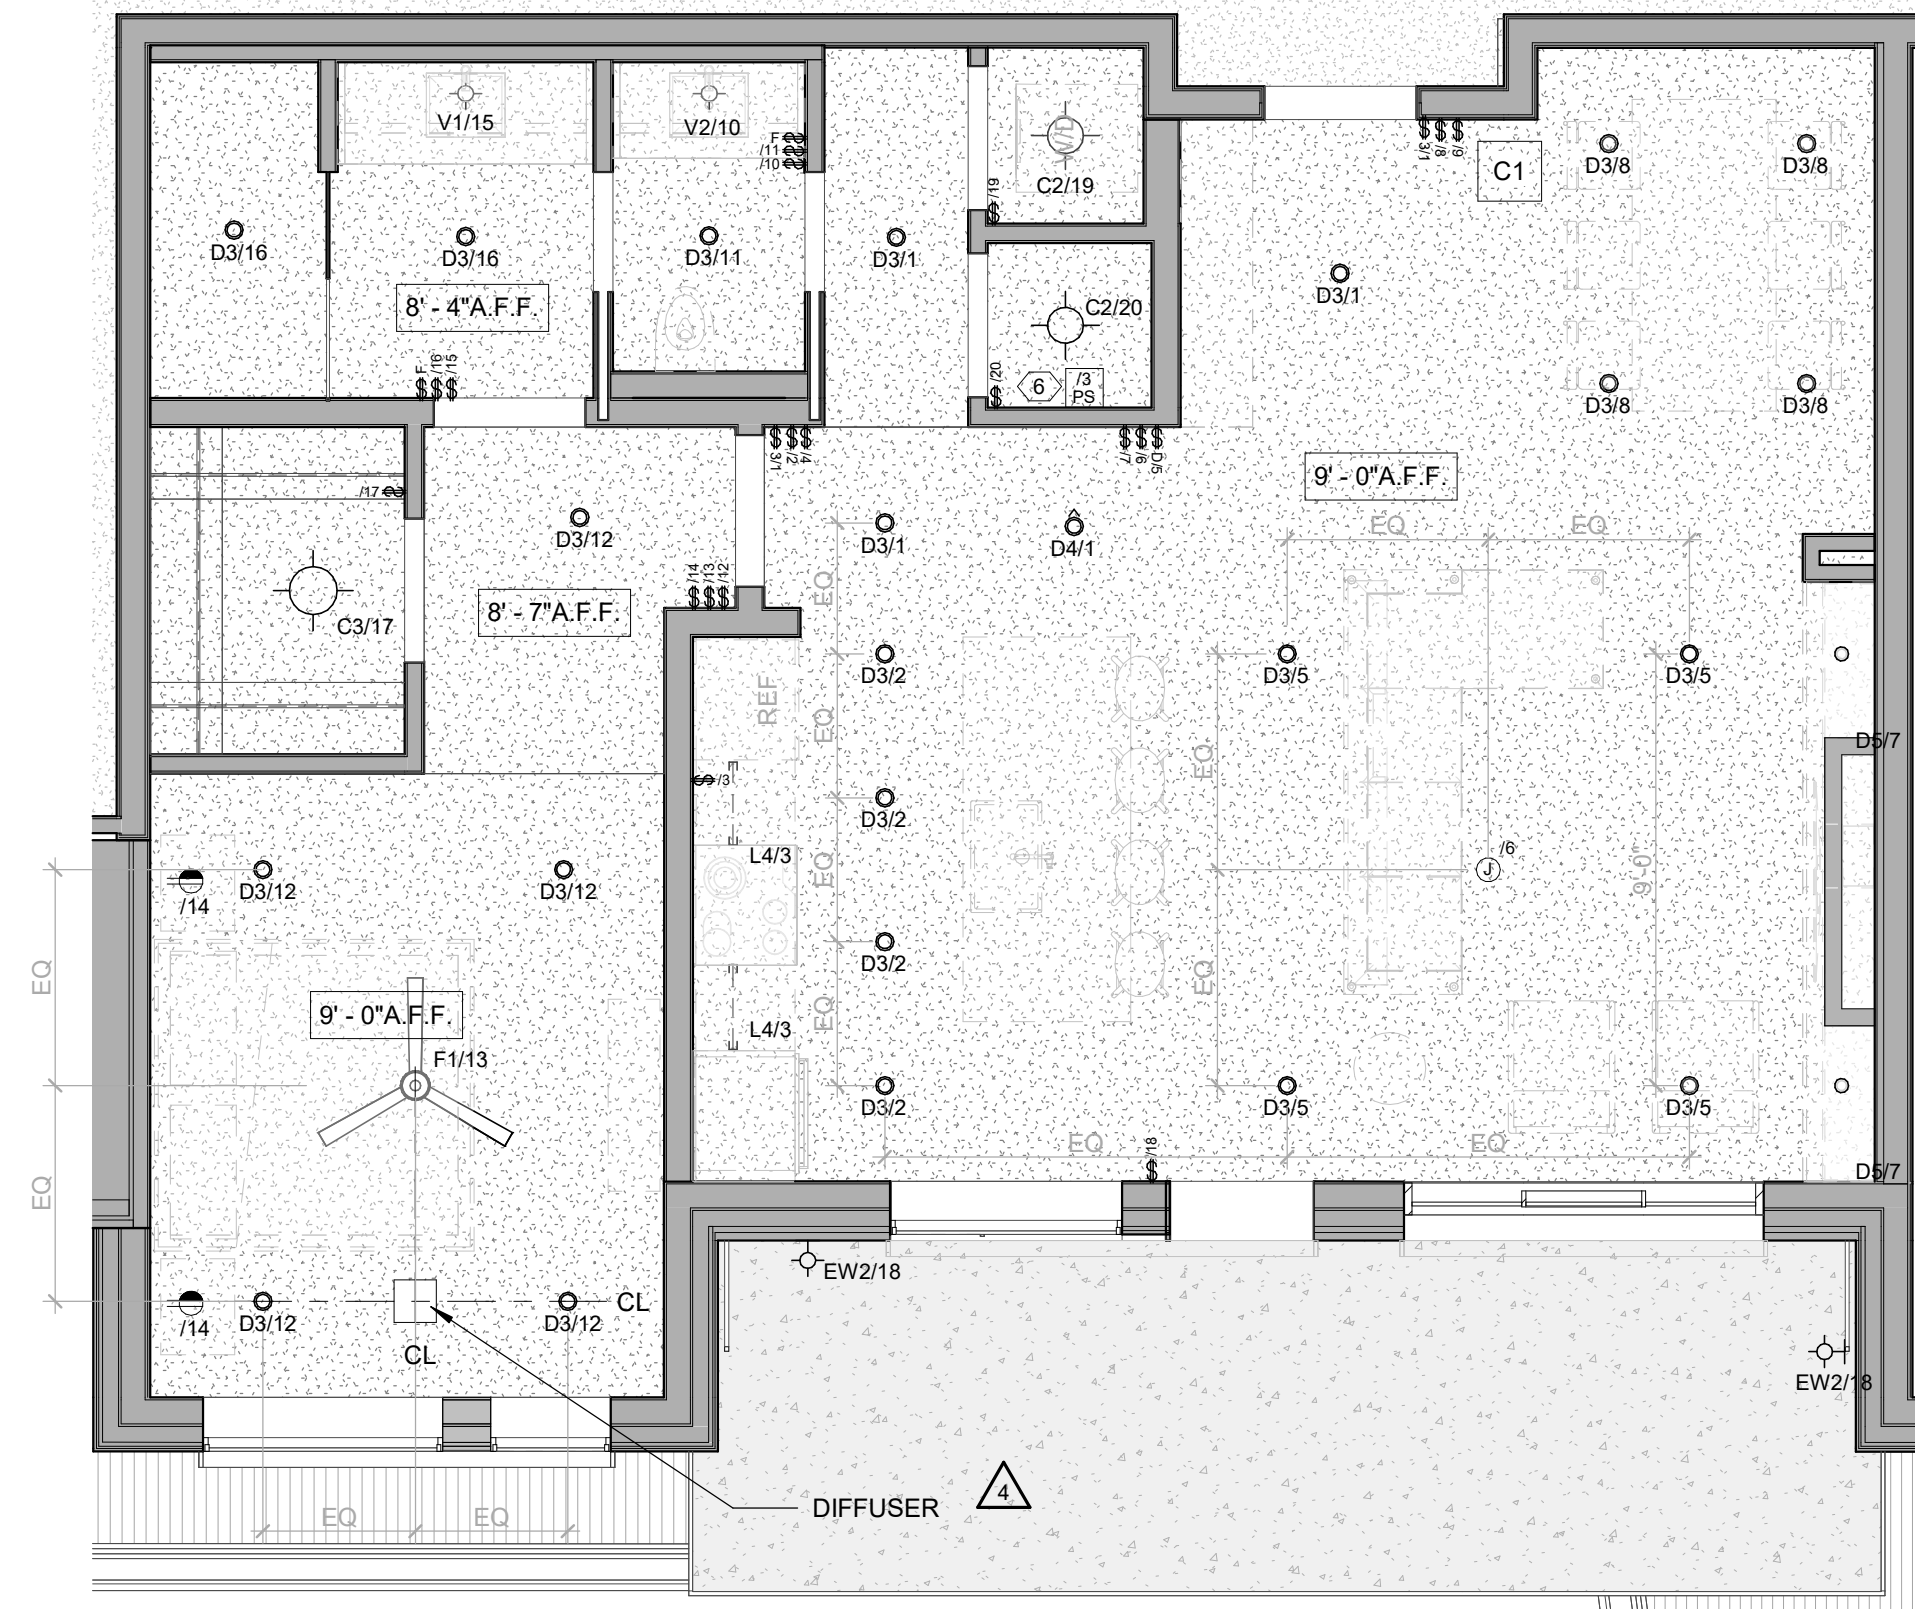 V1/15
V2/10
F
/11
/10
W/D
C2/19
/19
3/1
/8
/9
C1
D3/8
D3/8
D3/16
D3/16
D3/11
D3/1
D3/1
8' - 4"A.F.F.
C2/20
F
/16
/15
/20
6
/3
PS
D3/8
D3/8
3/1
/2
/4
/7
/6
D/5
9' - 0"A.F.F.
/17
D3/12
D3/1
D4/1
EQ
EQ
/14
/13
/12
EQ
8' - 7"A.F.F.
C3/17
REF
D3/2
D3/5
D3/5
EQ
EQ
D5/7
/3
D3/2
L4/3
EQ
/6
J
9'-0"
/14
D3/12
D3/12
EQ
D3/2
EQ
9' - 0"A.F.F.
L4/3
EQ
F1/13
D3/2
D3/5
D3/5
EQ
/18
EQ
EQ
D5/7
EW2/18
/14
D3/12
D3/12
CL
CL
EW2/18
DIFFUSER
4
EQ
EQ